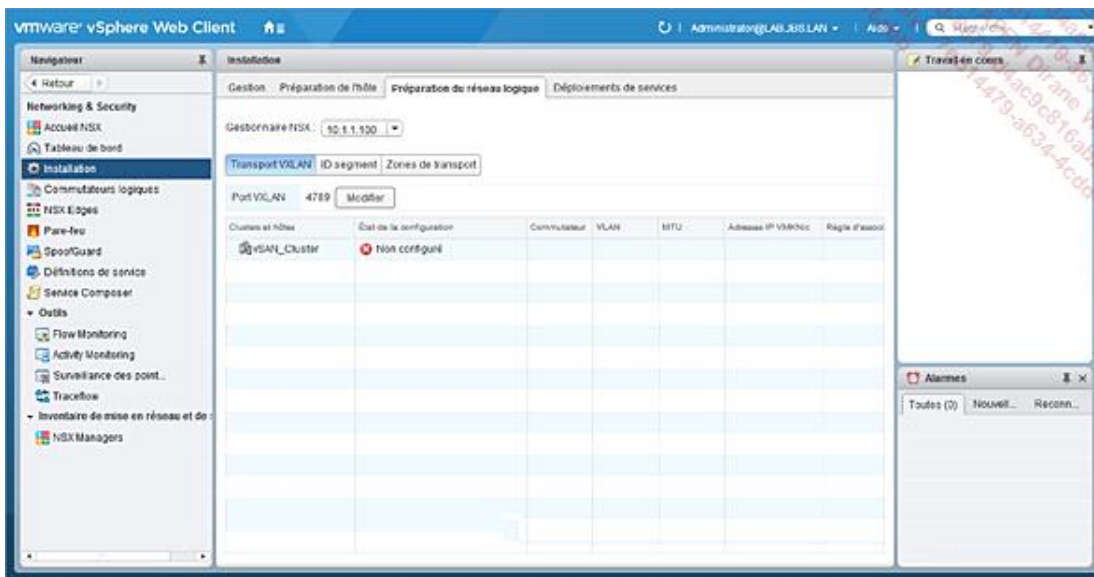 vmware® vSphere Web Client
Administrator@LAB.JBS.LAN
Navigateur
Retour
Networking & Security
Accueil NSX
Tableau de bord
Installation
Commutateurs logiques
NSX Edges
Pare-feu
SpoofGuard
Définitions de service
Service Composer
Outils
Flow Monitoring
Activity Monitoring
Surveillance des point...
Traceflow
Inventaire de mise en réseau et de
NSX Managers
Installation
Gestion Préparation de l'hôte Préparation du réseau logique Déploiements de services
Gestionnaire NSX : 10.1.1.100
Transport VXLAN ID segment Zones de transport
Port VXLAN 4789 Modifier
Clusters et hôtes État de la configuration Commutateur VLAN MTU Adresses IP VMKNic Règle d'associ
vSAN_Cluster Non configuré
Travail en cours
Alarmes
Toutes (0) Nouvell... Reconn...